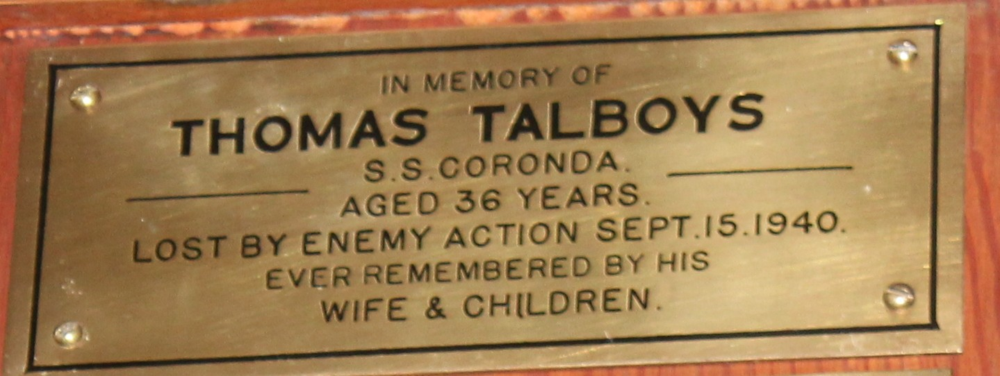 IN MEMORY OF
THOMAS TALBOYS
S.S.CORONDA.
AGED 36 YEARS.
LOST BY ENEMY ACTION SEPT.15.1940.
EVER REMEMBERED BY HIS
WIFE & CHILDREN.